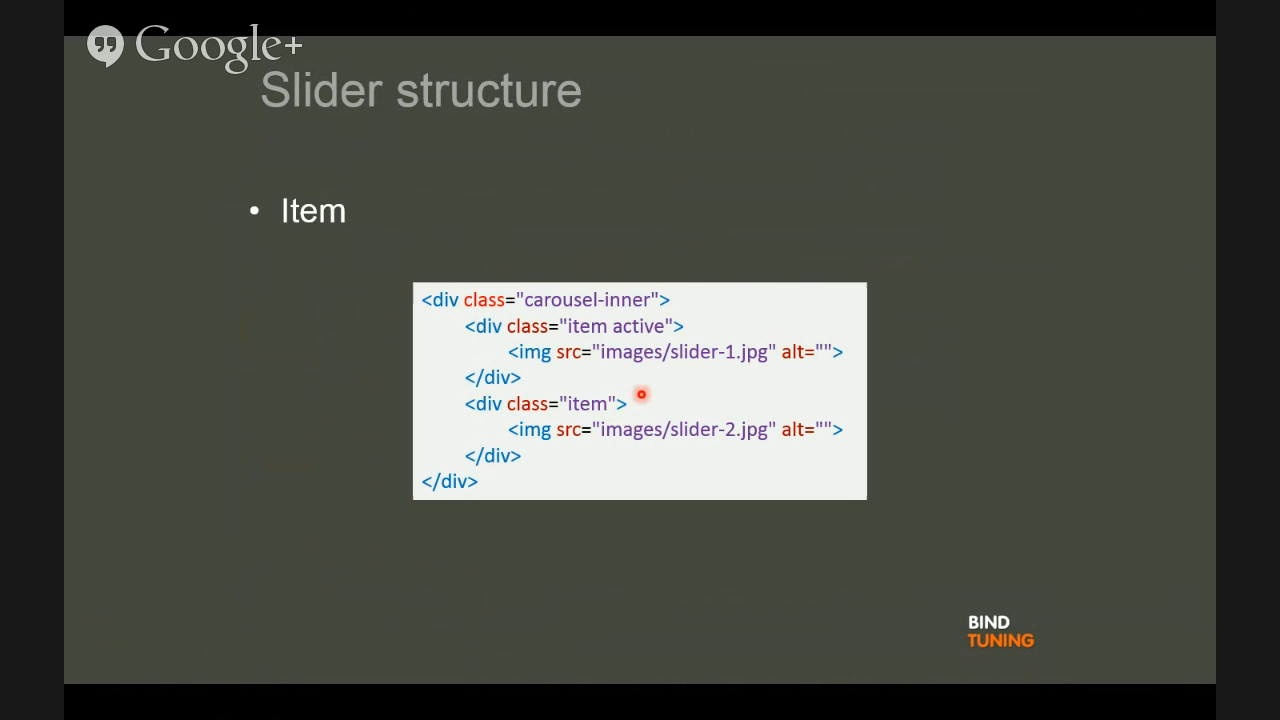 Google+
Slider structure
• Item
<div class="carousel-inner">
<div class="item active">
<img src="images/slider-1.jpg" alt="">
</div>
<div class="item">
<img src="images/slider-2.jpg" alt="">
</div>
</div>
BIND
TUNING